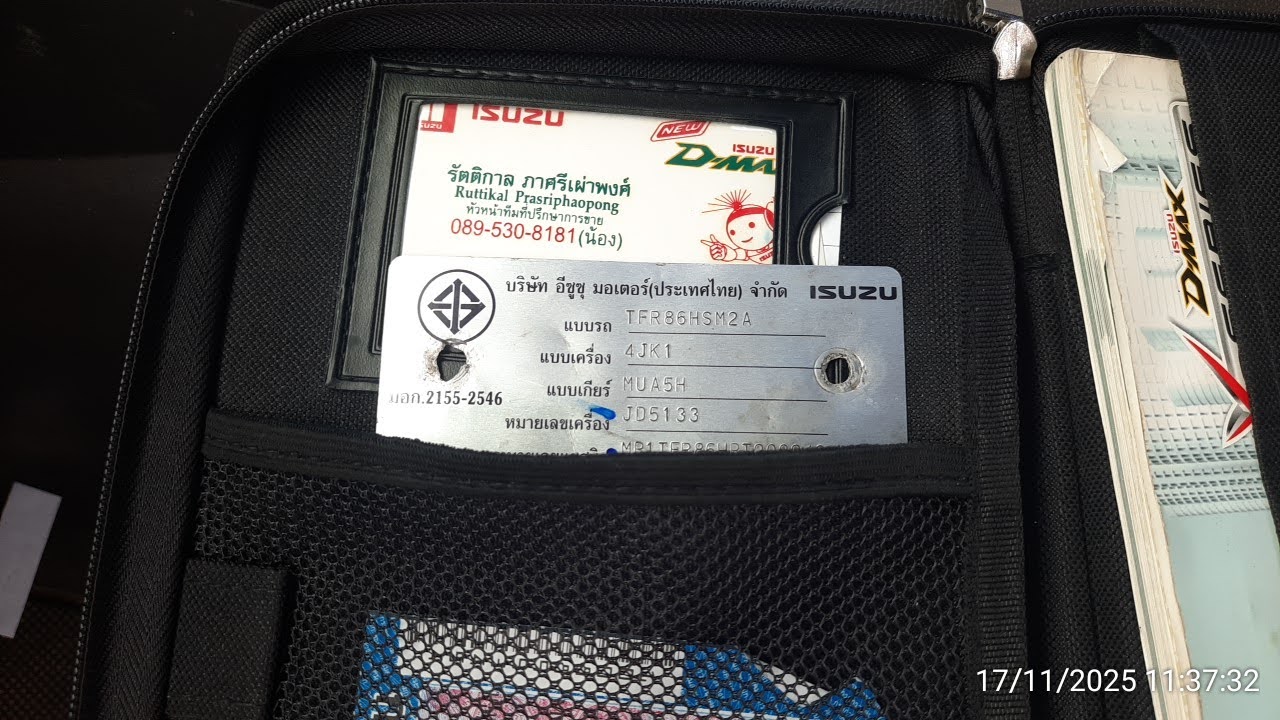 ISUZU
ISUZU
NEW
ISUZU
D-MAX
รัตติกาล ภาศรีเผ่าพงศ์
Ruttikal Prasriphaopong
หัวหน้าทีมที่ปรึกษาการขาย
089-530-8181(น้อง)
บริษัท อีซูซุ มอเตอร์(ประเทศไทย) จำกัด ISUZU
แบบรถ TFR86HSM2A
แบบเครื่อง 4JK1
แบบเกียร์ MUA5H
มอก.2155-2546
หมายเลขเครื่อง JD5133
ISUZU
D-MAX
SERIES
17/11/2025 11:37:32